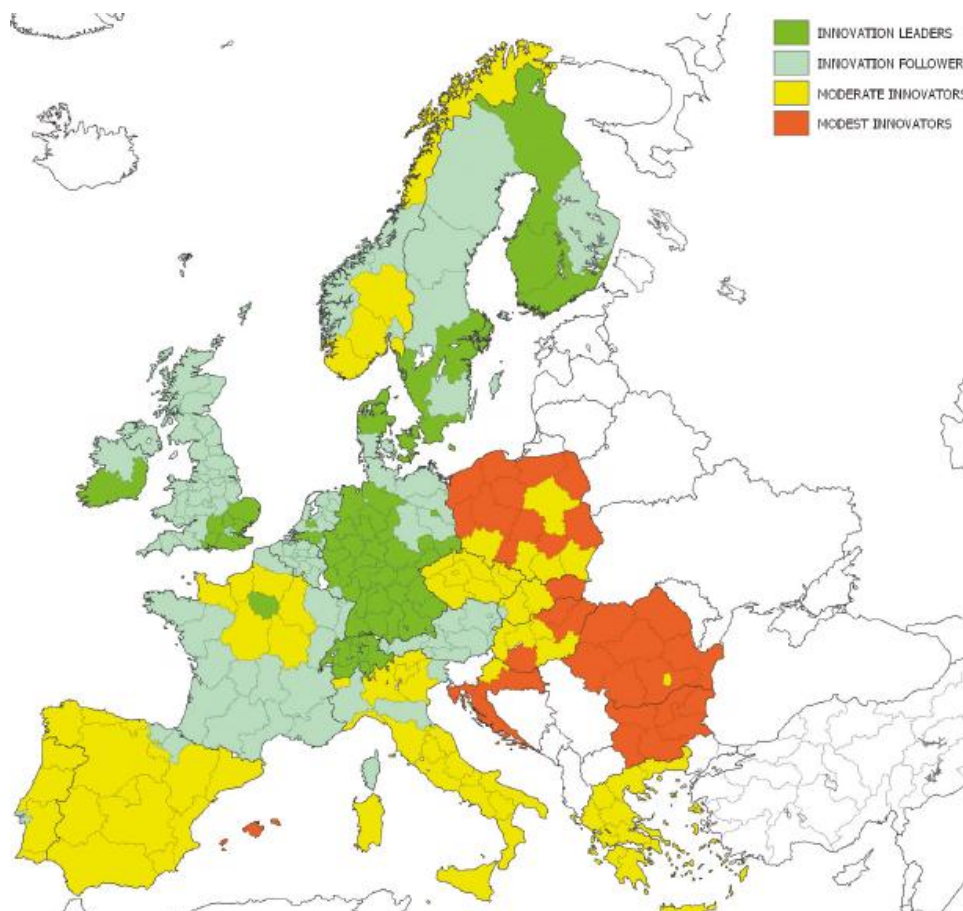 INNOVATION LEADERS
INNOVATION FOLLOWER
MODERATE INNOVATORS
MODEST INNOVATORS